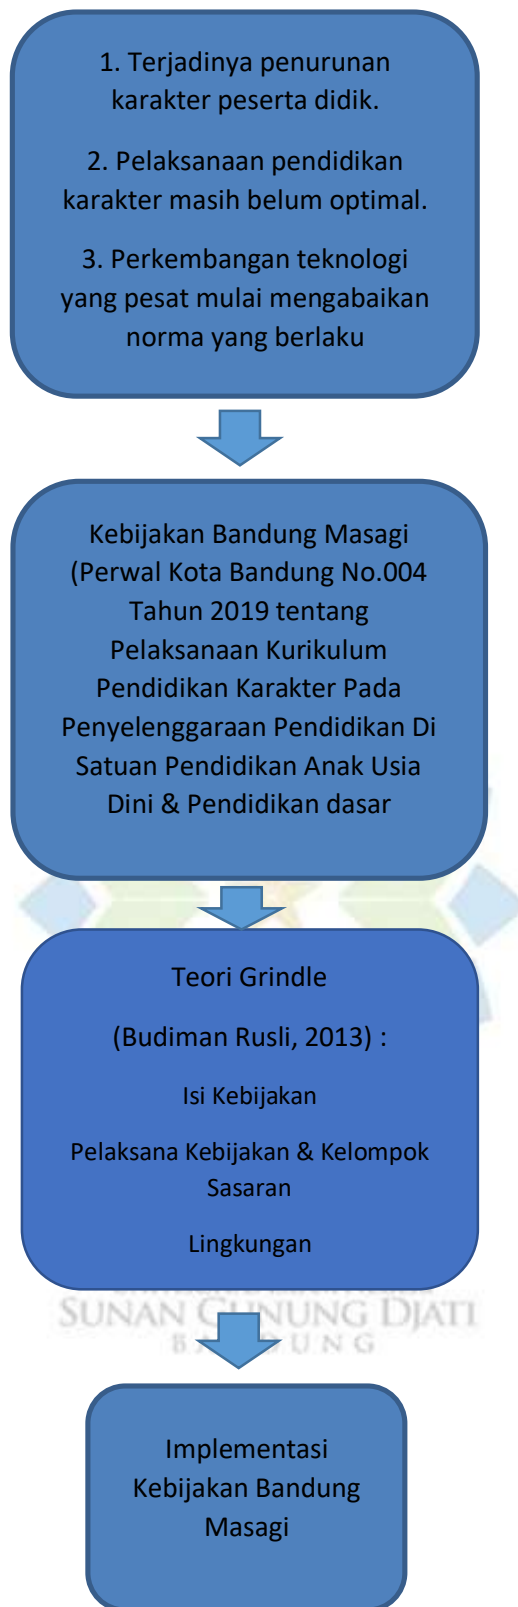 1. Terjadinya penurunan
karakter peserta didik.
2. Pelaksanaan pendidikan
karakter masih belum optimal.
3. Perkembangan teknologi
yang pesat mulai mengabaikan
norma yang berlaku
Kebijakan Bandung Masagi
(Perwal Kota Bandung No.004
Tahun 2019 tentang
Pelaksanaan Kurikulum
Pendidikan Karakter Pada
Penyelenggaraan Pendidikan Di
Satuan Pendidikan Anak Usia
Dini & Pendidikan dasar
Teori Grindle
(Budiman Rusli, 2013) :
Isi Kebijakan
Pelaksana Kebijakan & Kelompok
Sasaran
Lingkungan
SUNAN GUNUNG DJATI
Implementasi
Kebijakan Bandung
Masagi